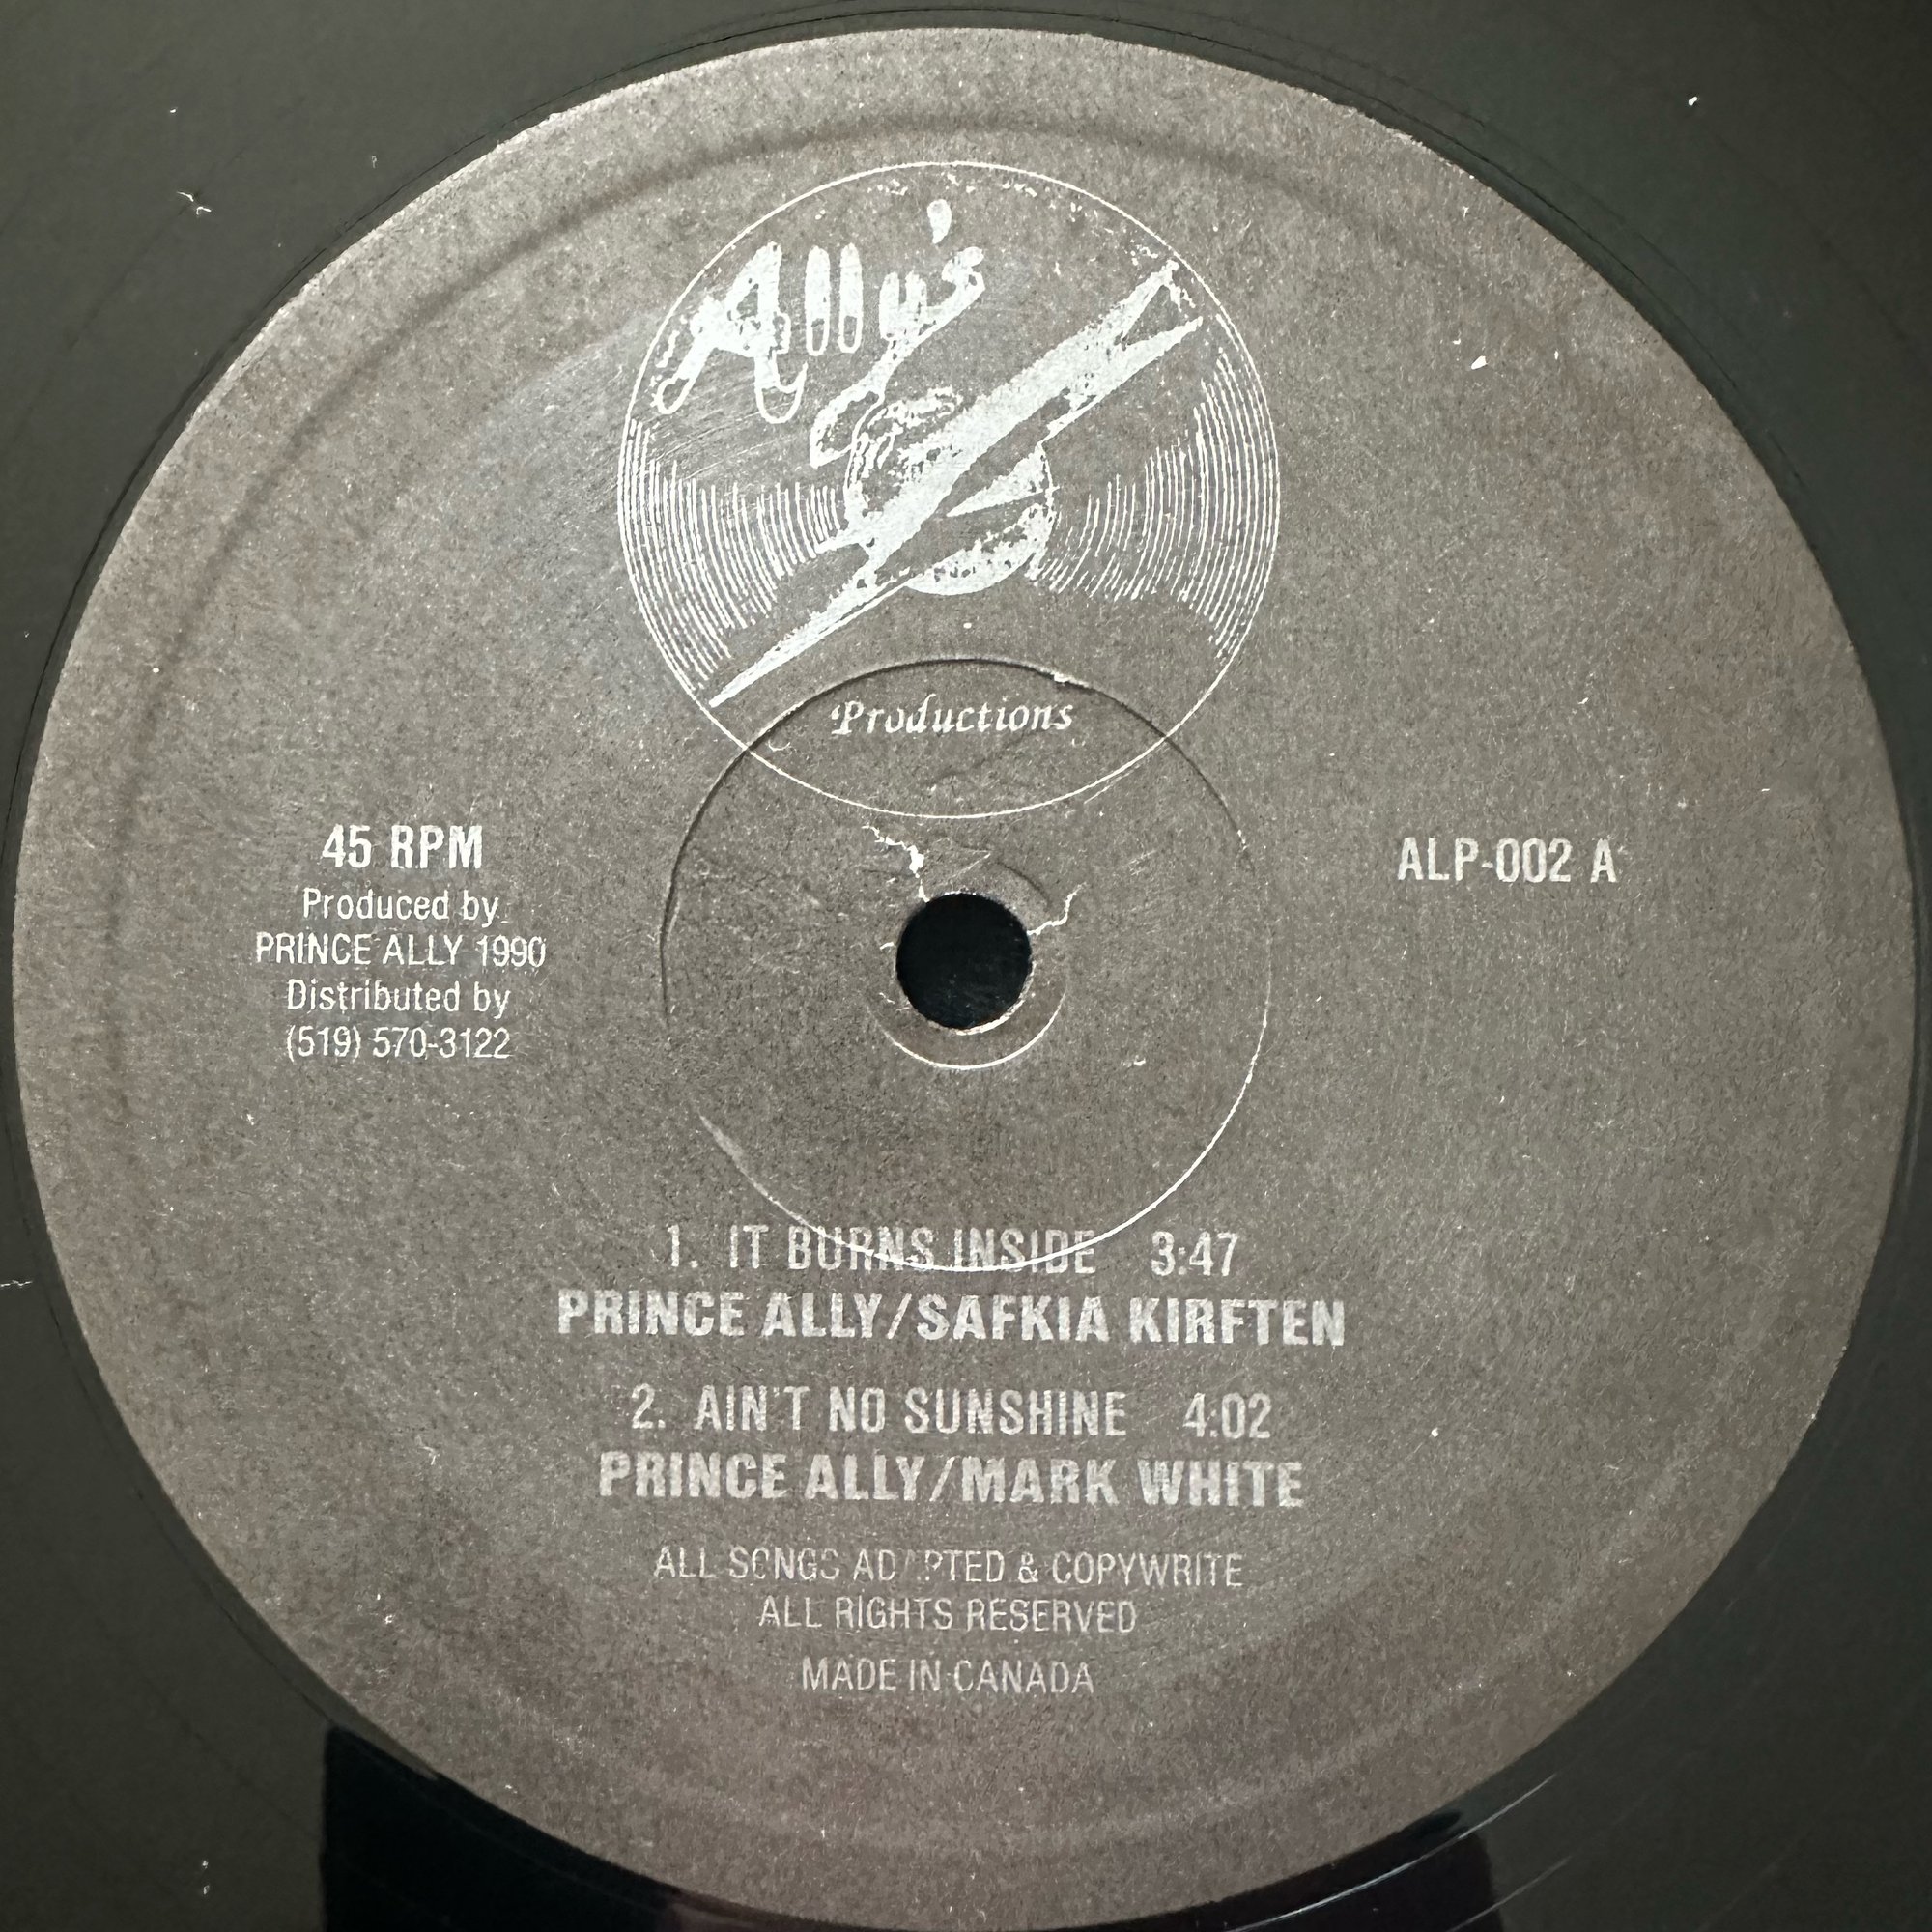 Ally's
Productions
45 RPM
Produced by
PRINCE ALLY 1990
Distributed by
(519) 570-3122
ALP-002 A
1. IT BURNS INSIDE 3:47
PRINCE ALLY/SAFKIA KIRFTEN
2. AIN'T NO SUNSHINE 4:02
PRINCE ALLY/MARK WHITE
ALL SONGS ADAPTED & COPYWRITE
ALL RIGHTS RESERVED
MADE IN CANADA